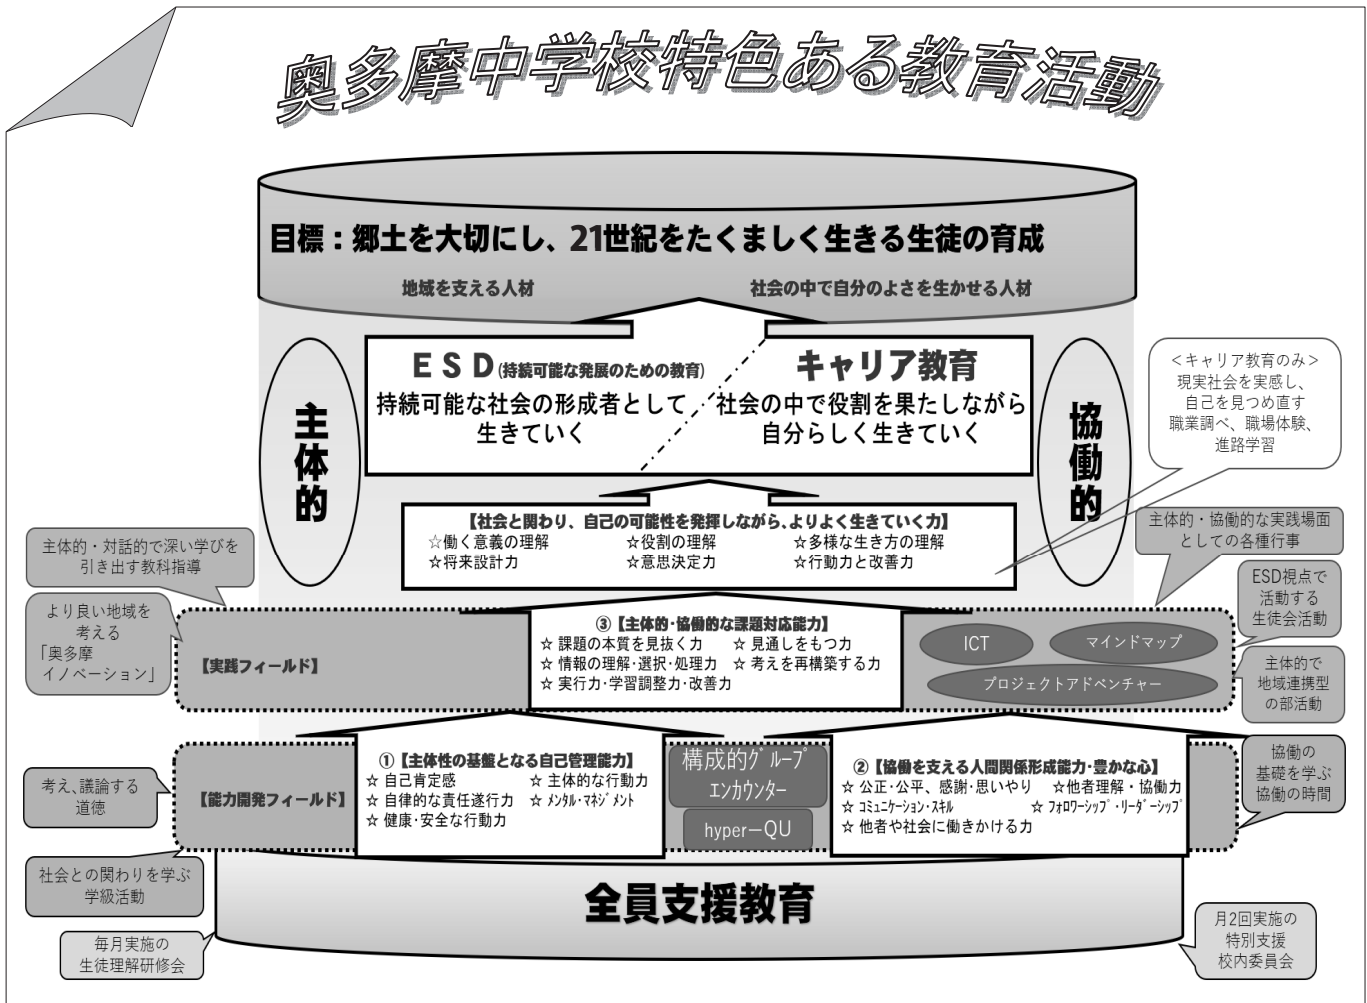 奥多摩中学校特色ある教育活動
目標：郷土を大切にし、21世紀をたくましく生きる生徒の育成
地域を支える人材
社会の中で自分のよさを生かせる人材
主体的
ＥＳＤ(持続可能な発展のための教育)
持続可能な社会の形成者として
生きていく
キャリア教育
社会の中で役割を果たしながら
自分らしく生きていく
協働的
＜キャリア教育のみ＞
現実社会を実感し、
自己を見つめ直す
職業調べ、職場体験、
進路学習
【社会と関わり、自己の可能性を発揮しながら、よりよく生きていく力】
☆働く意義の理解 ☆役割の理解 ☆多様な生き方の理解
☆将来設計力 ☆意思決定力 ☆行動力と改善力
主体的・対話的で深い学びを
引き出す教科指導
より良い地域を
考える
「奥多摩
イノベーション」
【実践フィールド】
③【主体的・協働的な課題対応能力】
☆ 課題の本質を見抜く力 ☆ 見通しをもつ力
☆ 情報の理解・選択・処理力 ☆ 考えを再構築する力
☆ 実行力・学習調整力・改善力
ICT
マインドマップ
プロジェクトアドベンチャー
主体的・協働的な実践場面
としての各種行事
ESD視点で
活動する
生徒会活動
主体的で
地域連携型
の部活動
考え、議論する
道徳
【能力開発フィールド】
①【主体性の基盤となる自己管理能力】
☆ 自己肯定感 ☆ 主体的な行動力
☆ 自律的な責任遂行力 ☆ ﾒﾝﾀﾙ･ﾏﾈｼﾞﾒﾝﾄ
☆ 健康・安全な行動力
構成的ｸﾞﾙｰﾌﾟ
ｴﾝｶｳﾝﾀｰ
hyper－QU
②【協働を支える人間関係形成能力・豊かな心】
☆ 公正・公平、感謝・思いやり ☆他者理解・協働力
☆ ｺﾐｭﾆｹｰｼｮﾝ･ｽｷﾙ ☆ ﾌｫﾛﾜｰｼｯﾌﾟ･ﾘｰﾀﾞｰｼｯﾌﾟ
☆ 他者や社会に働きかける力
協働の
基礎を学ぶ
協働の時間
社会との関わりを学ぶ
学級活動
全員支援教育
毎月実施の
生徒理解研修会
月2回実施の
特別支援
校内委員会